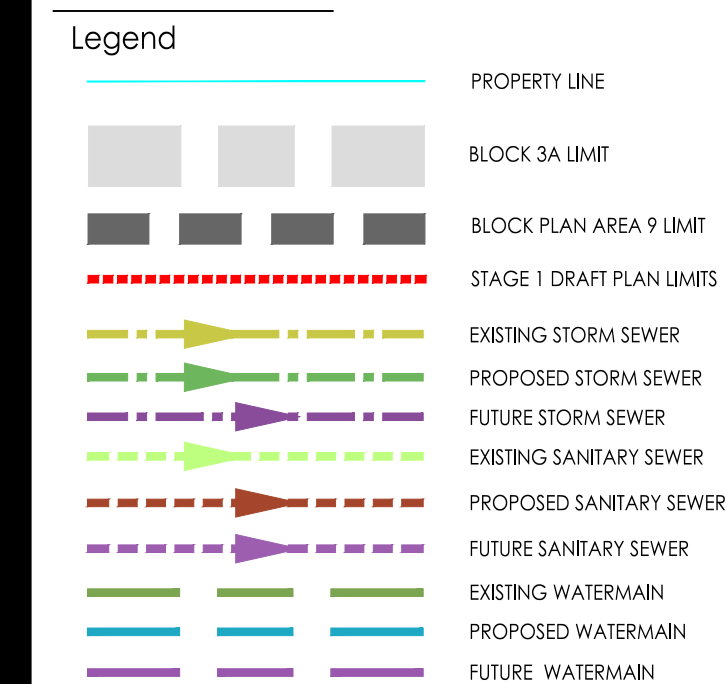 Legend
PROPERTY LINE
BLOCK 3A LIMIT
BLOCK PLAN AREA 9 LIMIT
STAGE 1 DRAFT PLAN LIMITS
EXISTING STORM SEWER
PROPOSED STORM SEWER
FUTURE STORM SEWER
EXISTING SANITARY SEWER
PROPOSED SANITARY SEWER
FUTURE SANITARY SEWER
EXISTING WATERMAIN
PROPOSED WATERMAIN
FUTURE WATERMAIN